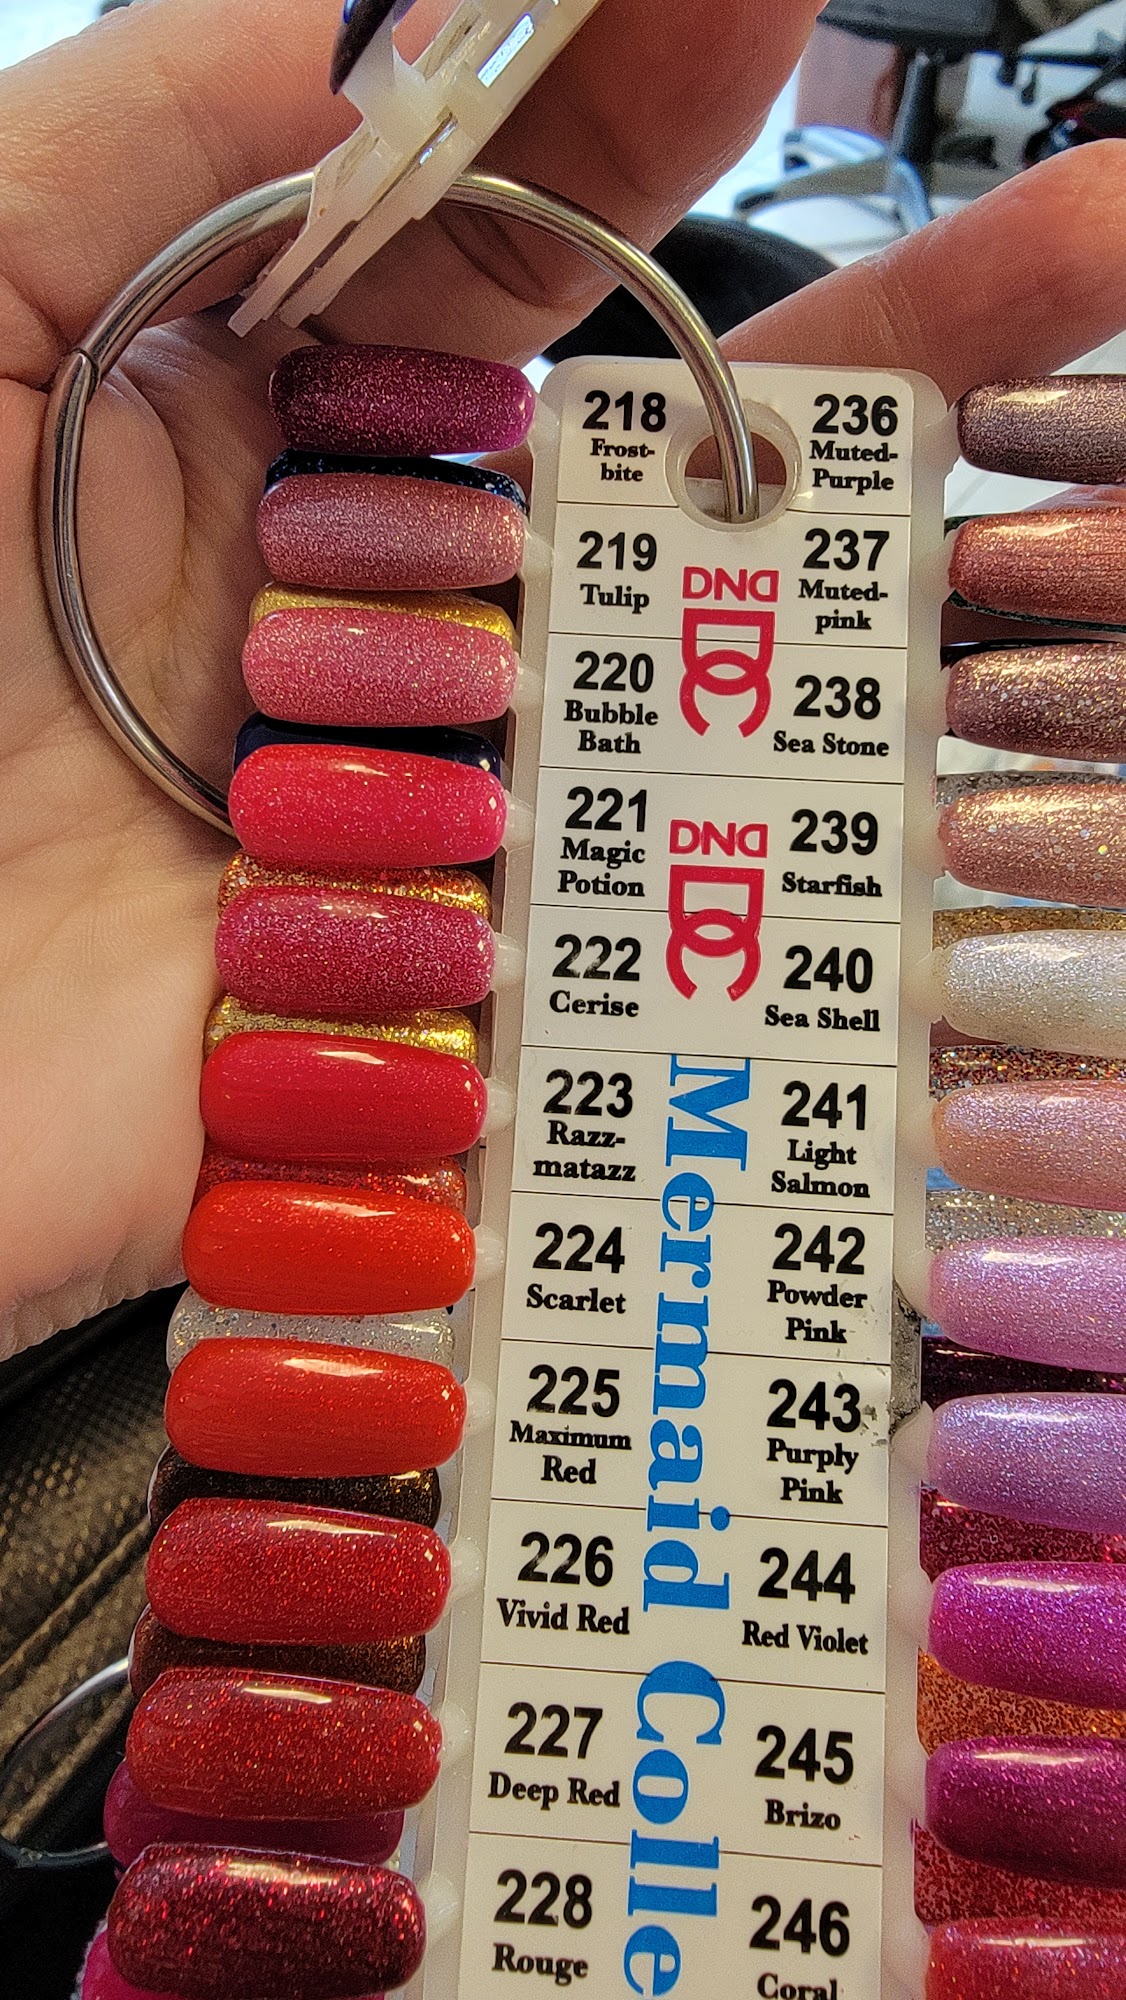 218
Frost-
bite
219
Tulip
220
Bubble
Bath
221
Magic
Potion
222
Cerise
223
Razz-
matazz
224
Scarlet
225
Maximum
Red
226
Vivid Red
227
Deep Red
228
Rouge
DND
DC
DND
DC
Mermaid Colle
236
Muted-
Purple
237
Muted-
pink
238
Sea Stone
239
Starfish
240
Sea Shell
241
Light
Salmon
242
Powder
Pink
243
Purply
Pink
244
Red Violet
245
Brizo
246
Coral